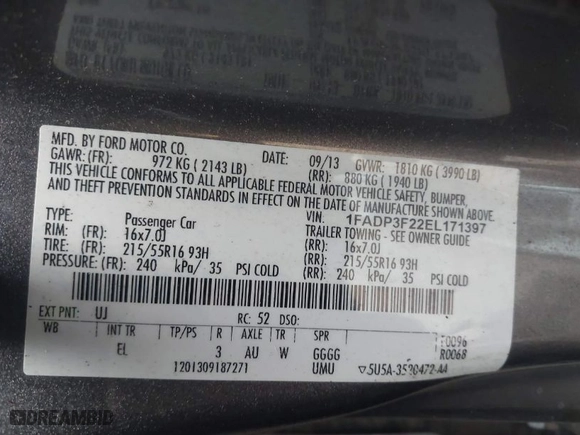 MFD. BY FORD MOTOR CO.
DATE: 09/13 GVWR: 1810 KG ( 3990 LB)
GAWR: (FR): 972 KG ( 2143 LB) (RR): 880 KG ( 1940 LB)
THIS VEHICLE CONFORMS TO ALL APPLICABLE FEDERAL MOTOR VEHICLE SAFETY, BUMPER,
AND THEFT PREVENTION STANDARDS IN EFFECT ON THE DATE OF MANUFACTURE SHOWN ABOVE.
VIN: 1FADP3F22EL171397
TYPE: Passenger Car TRAILER TOWING - SEE OWNER GUIDE
RIM: (FR): 16x7.0J (RR): 16x7.0J
TIRE: (FR): 215/55R16 93H (RR): 215/55R16 93H
PRESSURE: (FR): 240 kPa/ 35 PSI COLD (RR): 240 kPa/ 35 PSI COLD
EXT PNT: UJ RC: 52 DSO:
WB INT TR TP/PS R AXLE TR SPR
F0096
R0068
EL 3 AU W GGGG
1201309187271 UMU
DREAMBID